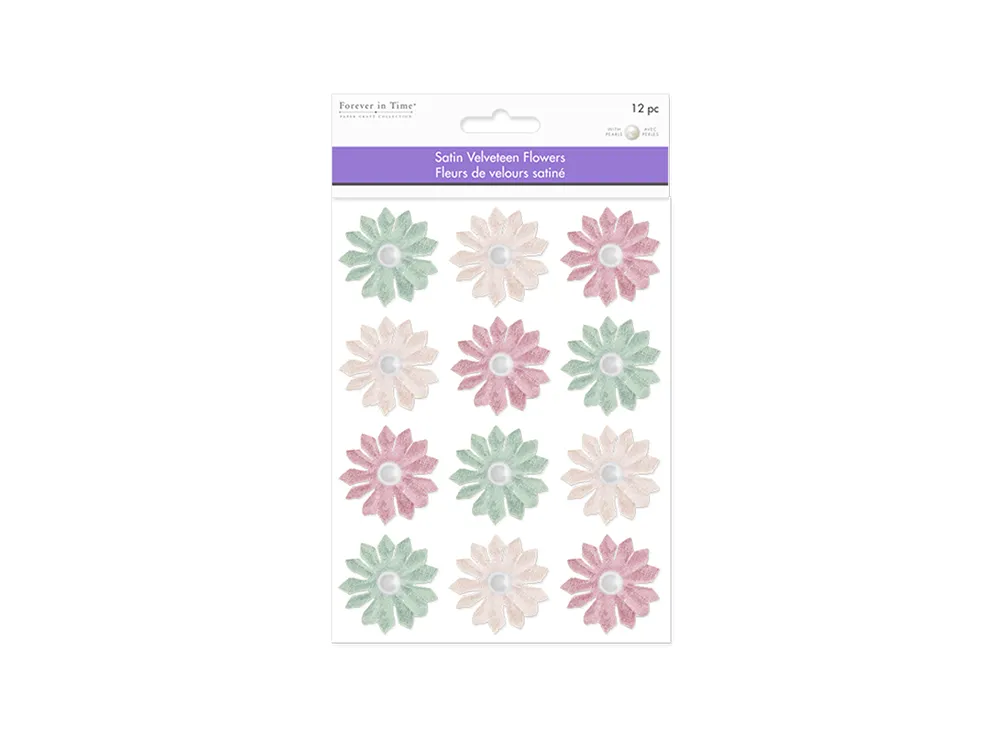 Forever in Time
PAPER CRAFT COLLECTION
12 pc
WITH PEARLS
AVEC PERLES
Satin Velveteen Flowers
Fleurs de velours satiné